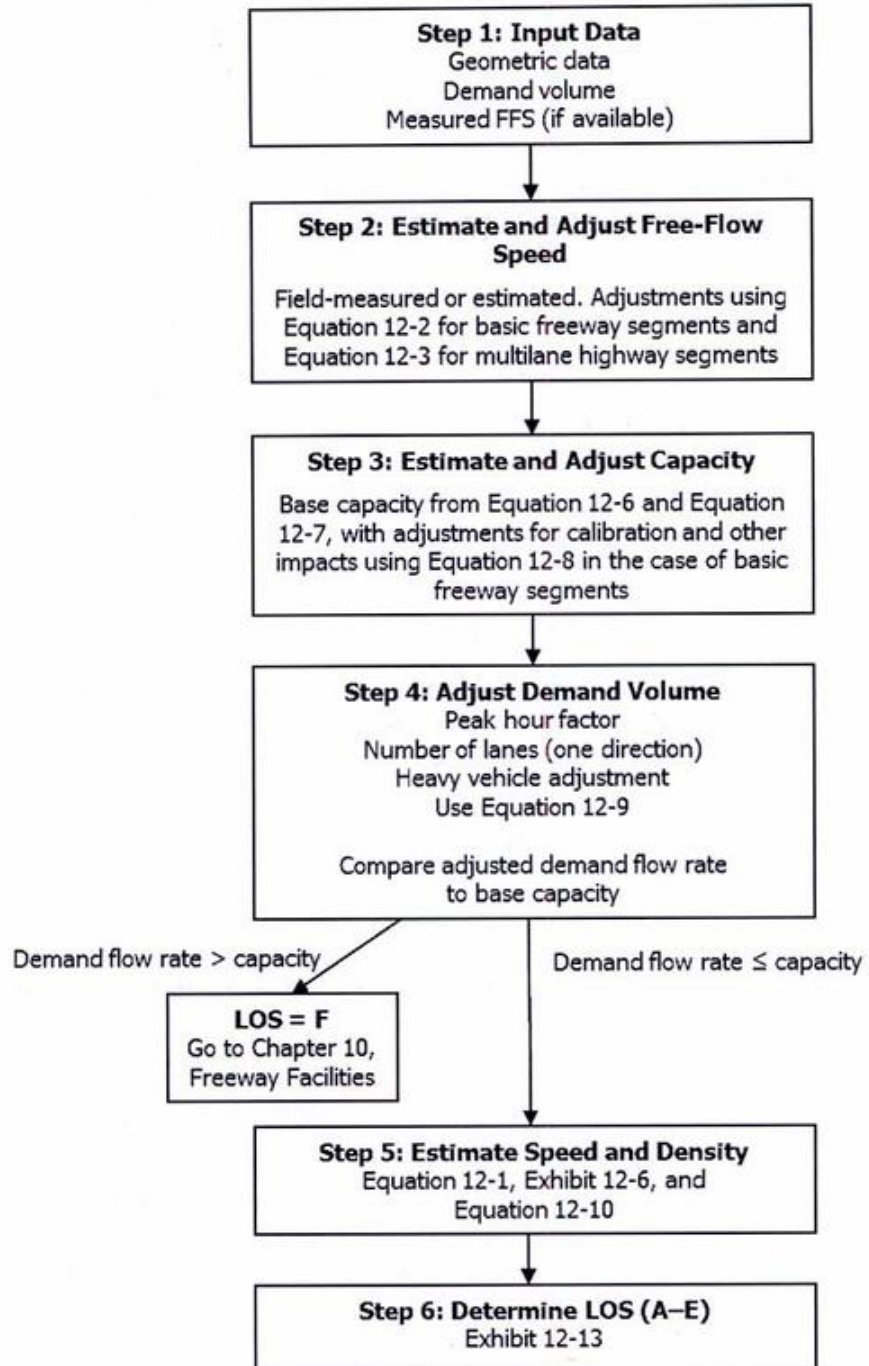 Step 1: Input Data
Geometric data
Demand volume
Measured FFS (if available)
Step 2: Estimate and Adjust Free-Flow
Speed
Field-measured or estimated. Adjustments using
Equation 12-2 for basic freeway segments and
Equation 12-3 for multilane highway segments
Step 3: Estimate and Adjust Capacity
Base capacity from Equation 12-6 and Equation
12-7, with adjustments for calibration and other
impacts using Equation 12-8 in the case of basic
freeway segments
Step 4: Adjust Demand Volume
Peak hour factor
Number of lanes (one direction)
Heavy vehicle adjustment
Use Equation 12-9
Compare adjusted demand flow rate
to base capacity
Demand flow rate > capacity
Demand flow rate ≤ capacity
LOS = F
Go to Chapter 10,
Freeway Facilities
Step 5: Estimate Speed and Density
Equation 12-1, Exhibit 12-6, and
Equation 12-10
Step 6: Determine LOS (A–E)
Exhibit 12-13